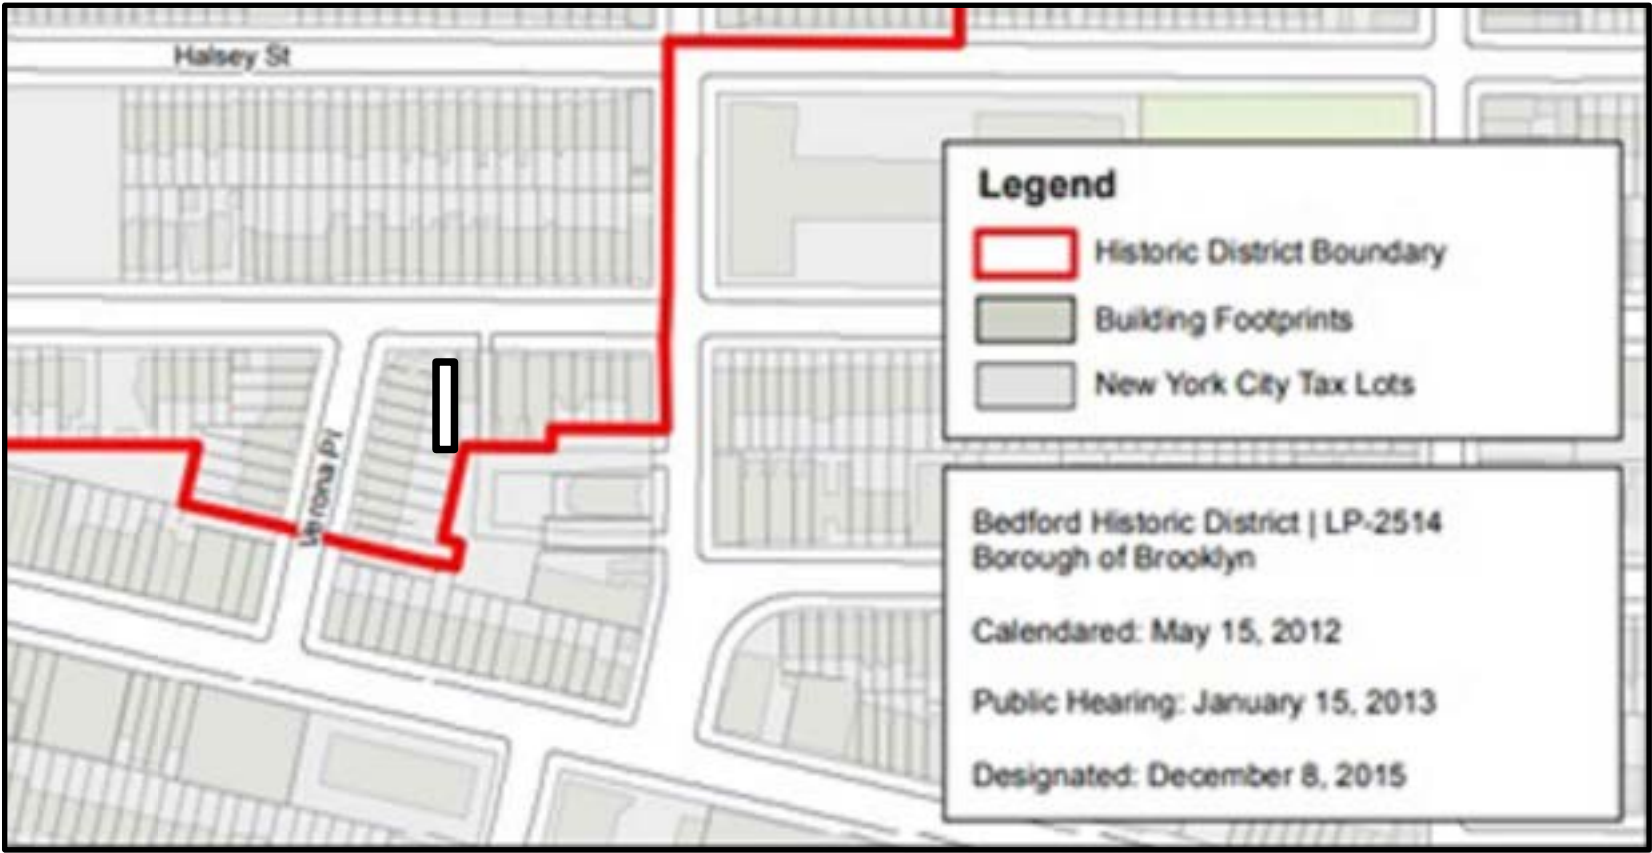 Halsey St
Legend
Historic District Boundary
Building Footprints
New York City Tax Lots
Verona Pl
Bedford Historic District | LP-2514
Borough of Brooklyn
Calendared: May 15, 2012
Public Hearing: January 15, 2013
Designated: December 8, 2015